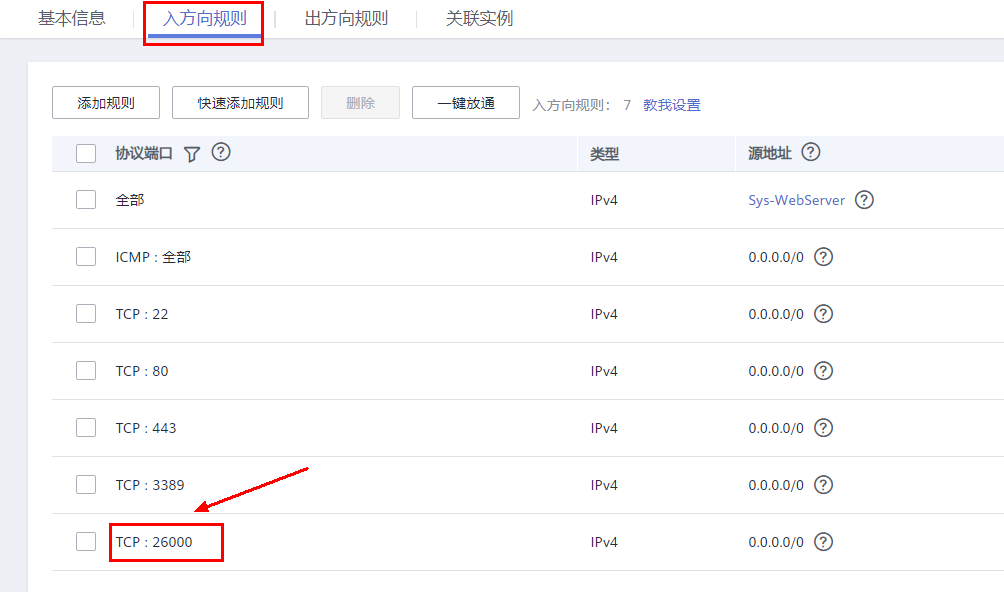 基本信息 入方向规则 出方向规则 关联实例
添加规则 快速添加规则 删除 一键放通 入方向规则： 7 教我设置
协议端口 类型 源地址
全部 IPv4 Sys-WebServer
ICMP : 全部 IPv4 0.0.0.0/0
TCP : 22 IPv4 0.0.0.0/0
TCP : 80 IPv4 0.0.0.0/0
TCP : 443 IPv4 0.0.0.0/0
TCP : 3389 IPv4 0.0.0.0/0
TCP : 26000 IPv4 0.0.0.0/0